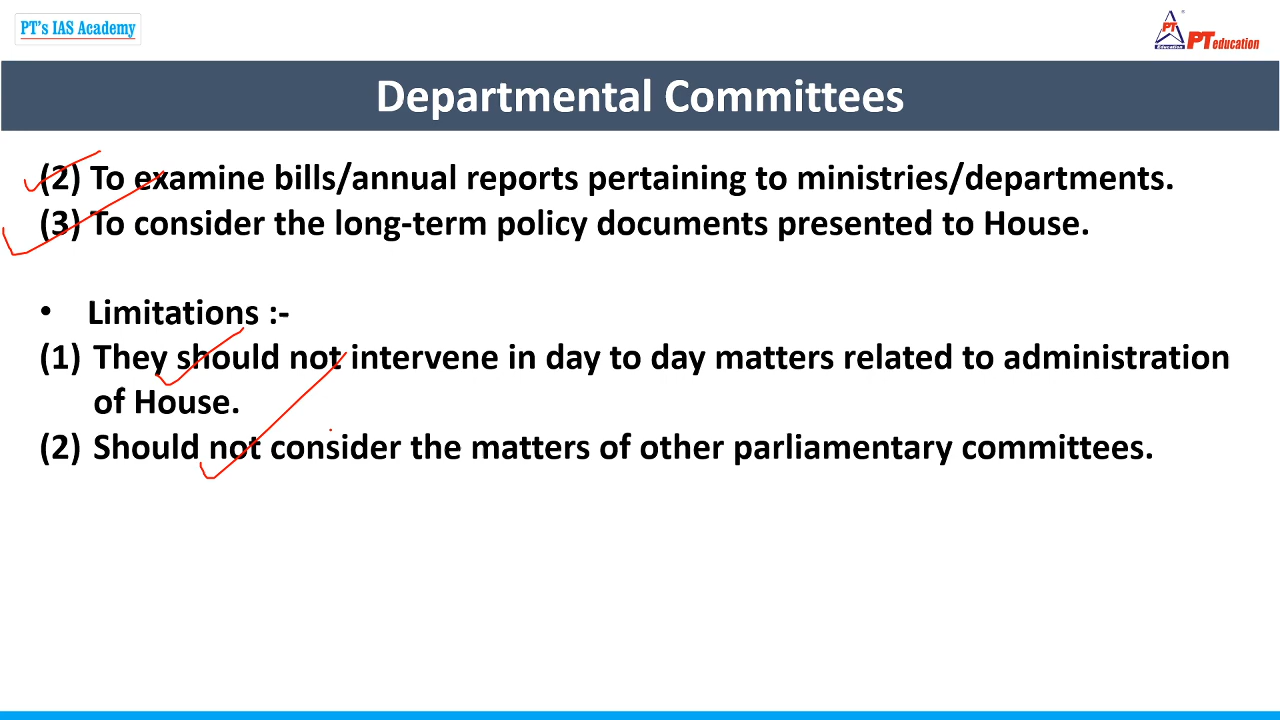 PT's IAS Academy
PT
Education
PT education
Departmental Committees
(2) To examine bills/annual reports pertaining to ministries/departments.
(3) To consider the long-term policy documents presented to House.
• Limitations :-
(1) They should not intervene in day to day matters related to administration
of House.
(2) Should not consider the matters of other parliamentary committees.